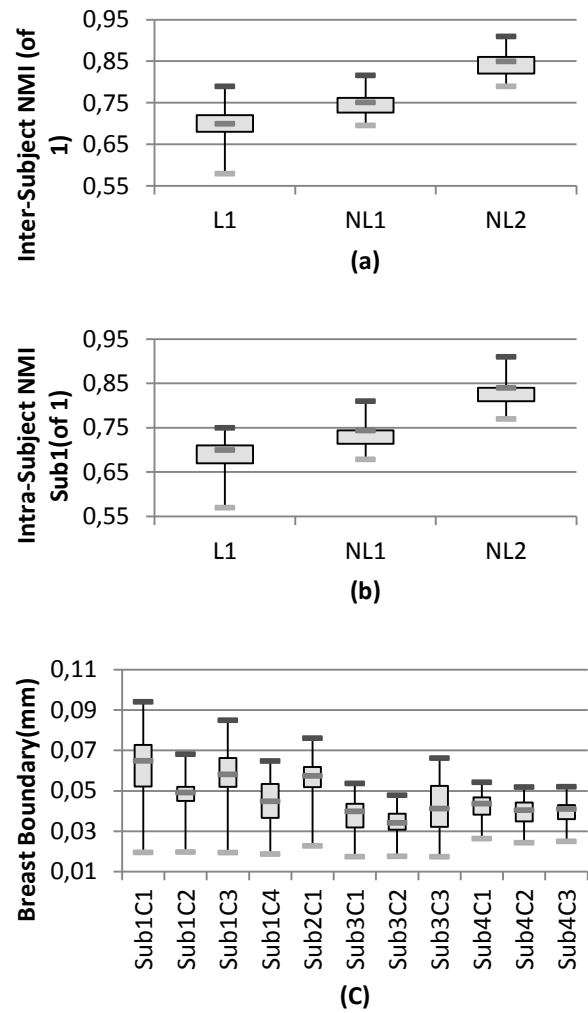 Inter-Subject NMI (of
1)
0,95
0,85
0,75
0,65
0,55
L1 NL1 NL2
(a)
Intra-Subject NMI
Sub1(of 1)
0,95
0,85
0,75
0,65
0,55
L1 NL1 NL2
(b)
Breast Boundary(mm)
0,11
0,09
0,07
0,05
0,03
0,01
Sub1C1
Sub1C2
Sub1C3
Sub1C4
Sub2C1
Sub3C1
Sub3C2
Sub3C3
Sub4C1
Sub4C2
Sub4C3
(C)